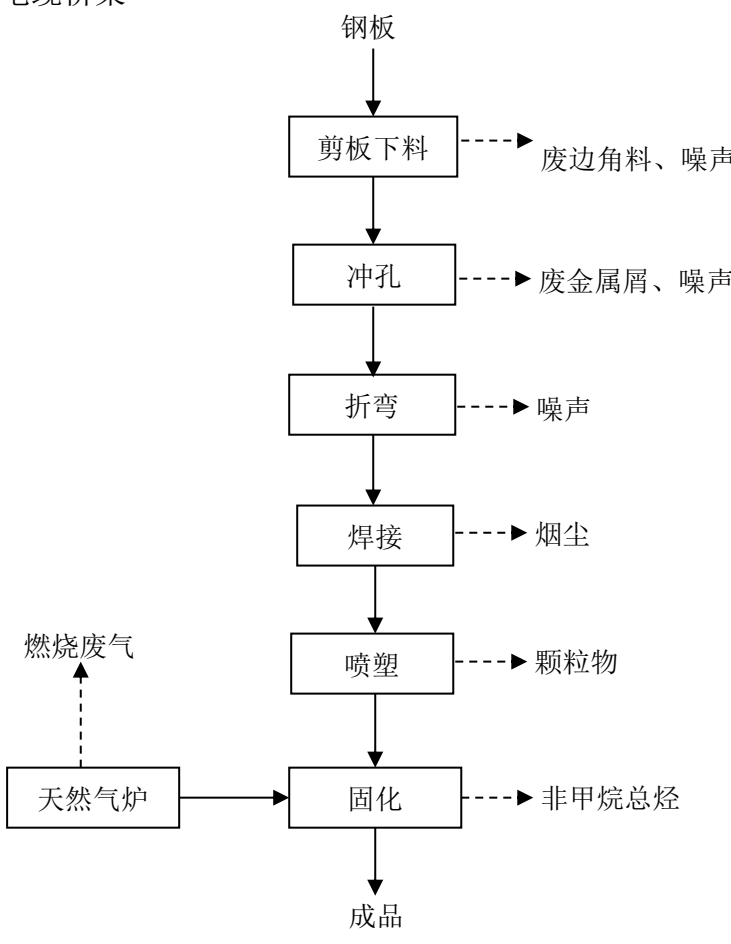 钢板
剪板下料
废边角料、噪声
冲孔
废金属屑、噪声
折弯
噪声
焊接
烟尘
燃烧废气
喷塑
颗粒物
天然气炉
固化
非甲烷总烃
成品